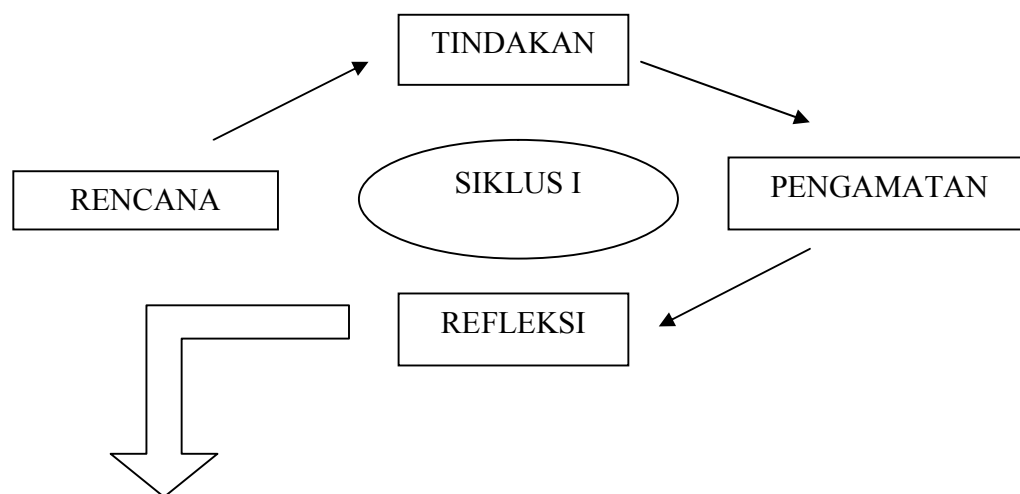 TINDAKAN
RENCANA
SIKLUS I
PENGAMATAN
REFLEKSI